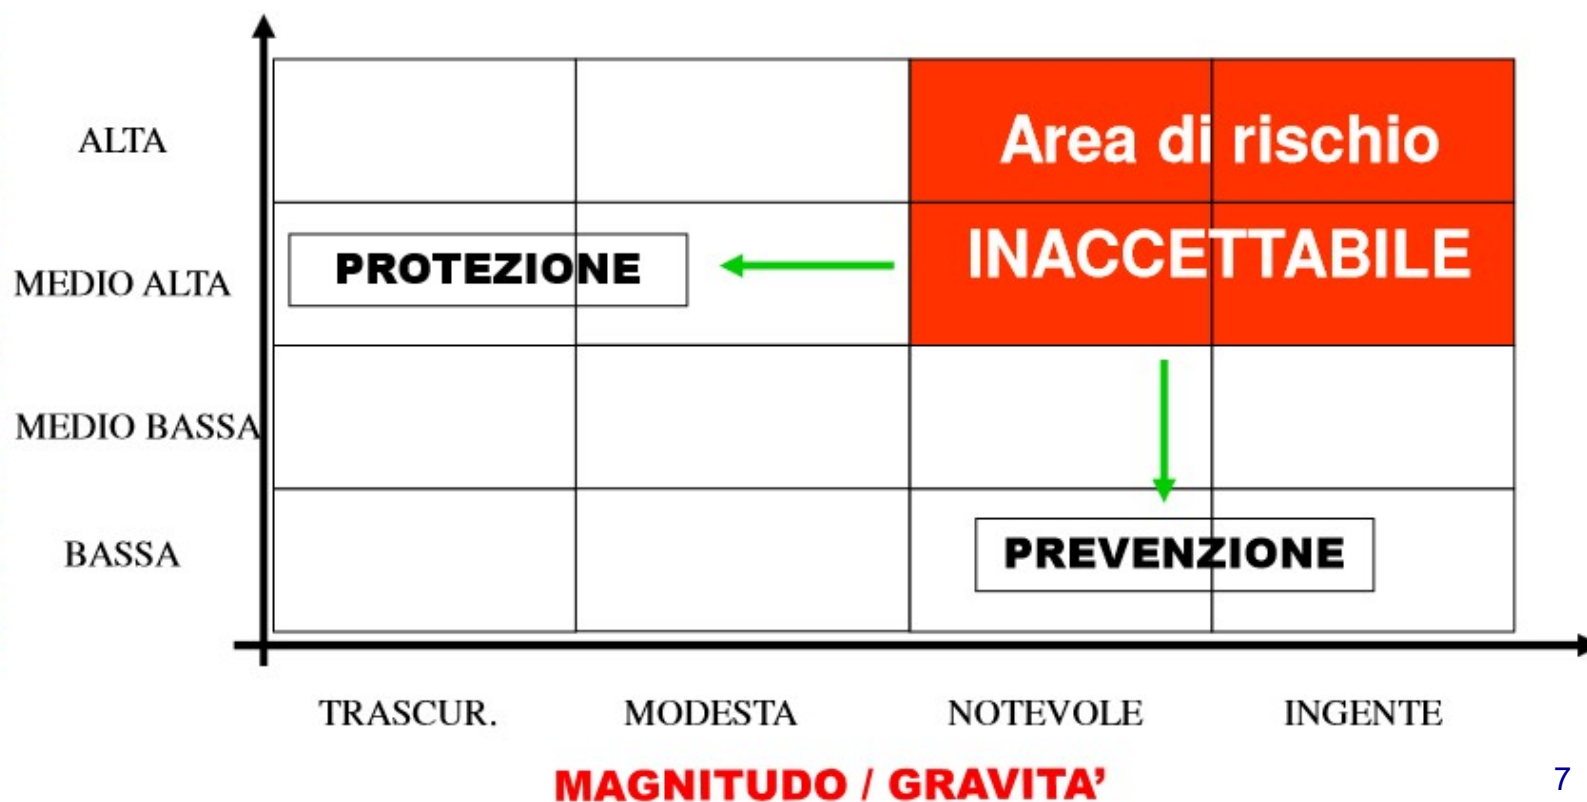 ALTA
Area di rischio
MEDIO ALTA
PROTEZIONE
INACCETTABILE
MEDIO BASSA
BASSA
PREVENZIONE
TRASCUR.
MODESTA
NOTEVOLE
INGENTE
MAGNITUDO / GRAVITA’
7